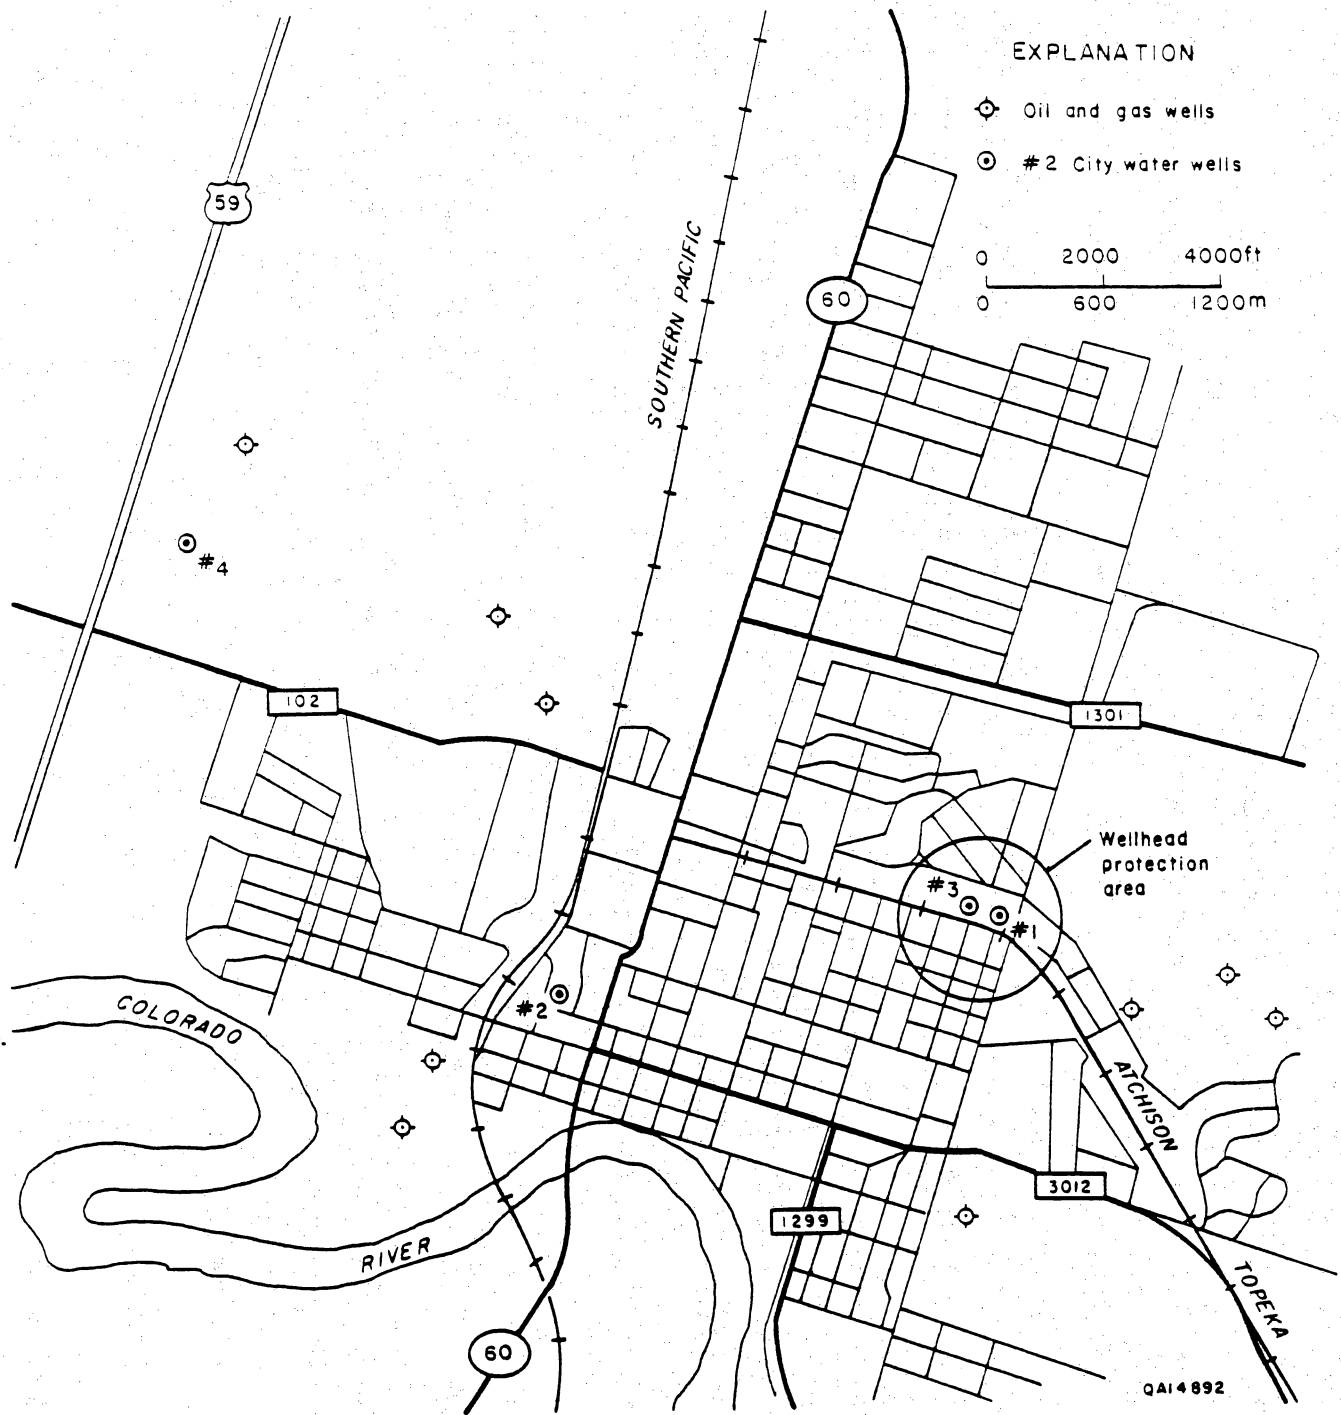 EXPLANATION
Oil and gas wells
#2 City water wells
0 2000 4000ft
0 600 1200m
59
SOUTHERN PACIFIC
60
#4
102
1301
Wellhead
protection
area
#3
#1
#2
COLORADO
RIVER
ATCHISON
3012
1299
TOPEKA
60
QA14892